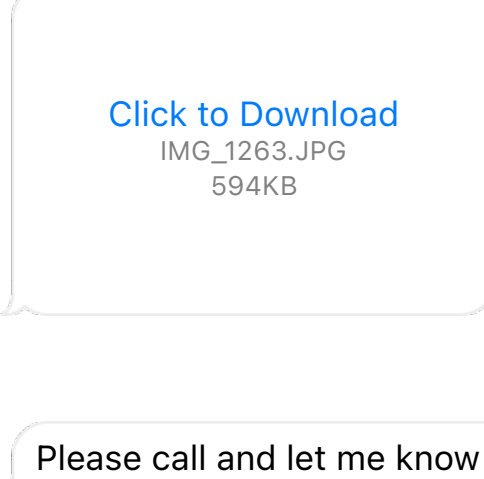 Click to Download
IMG_1263.JPG
594KB
Please call and let me know